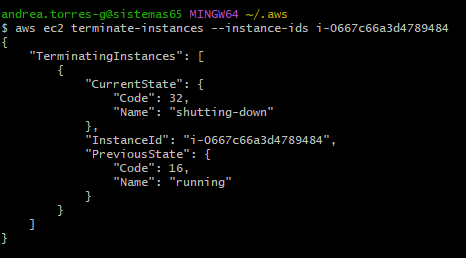 andrea.torres-g@sistemas65 MINGW64 ~/.aws
$ aws ec2 terminate-instances --instance-ids i-0667c66a3d4789484
{
    "TerminatingInstances": [
        {
            "CurrentState": {
                "Code": 32,
                "Name": "shutting-down"
            },
            "InstanceId": "i-0667c66a3d4789484",
            "PreviousState": {
                "Code": 16,
                "Name": "running"
            }
        }
    ]
}